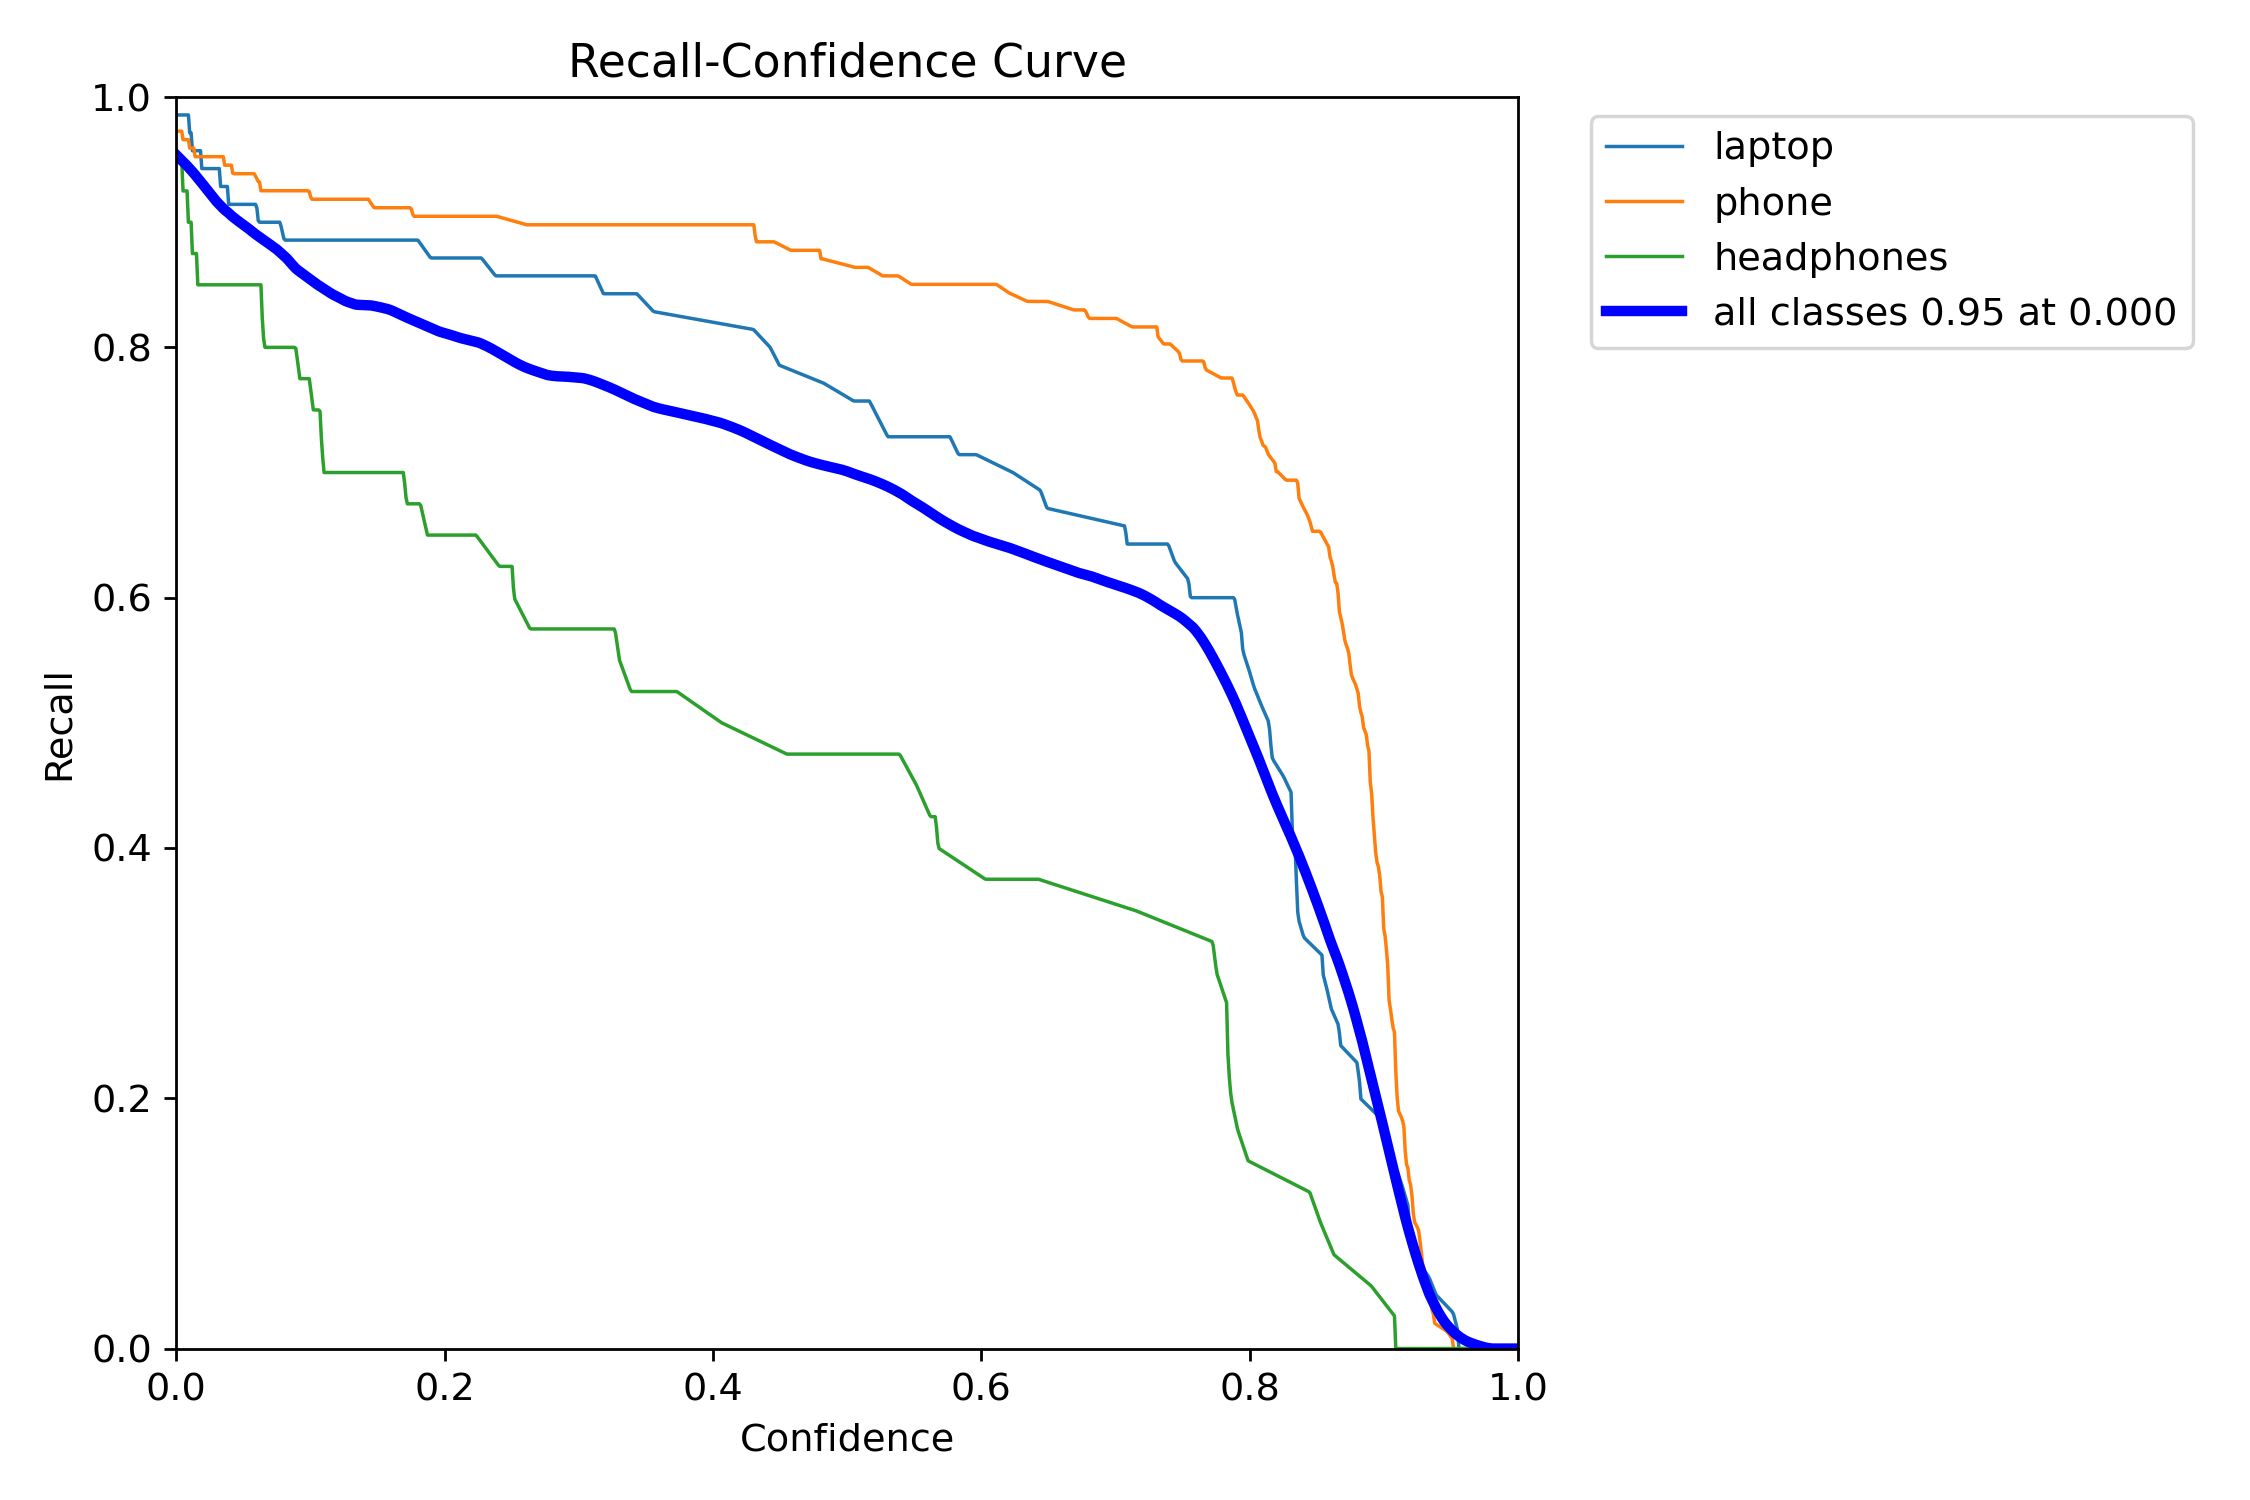 Recall-Confidence Curve
1.0
0.8
0.6
0.4
0.2
0.0
Recall
0.0 0.2 0.4 0.6 0.8 1.0
Confidence
laptop
phone
headphones
all classes 0.95 at 0.000